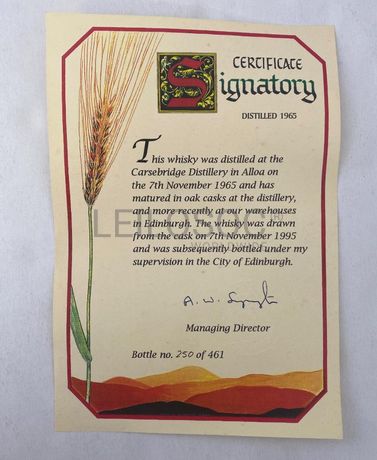 CERTIFICATE
Signatory
DISTILLED 1965
This whisky was distilled at the
Carsebridge Distillery in Alloa on
the 7th November 1965 and has
matured in oak casks at the distillery,
and more recently at our warehouses
in Edinburgh. The whisky was drawn
from the cask on 7th November 1995
and was subsequently bottled under my
supervision in the City of Edinburgh.
Managing Director
Bottle no. 250 of 461